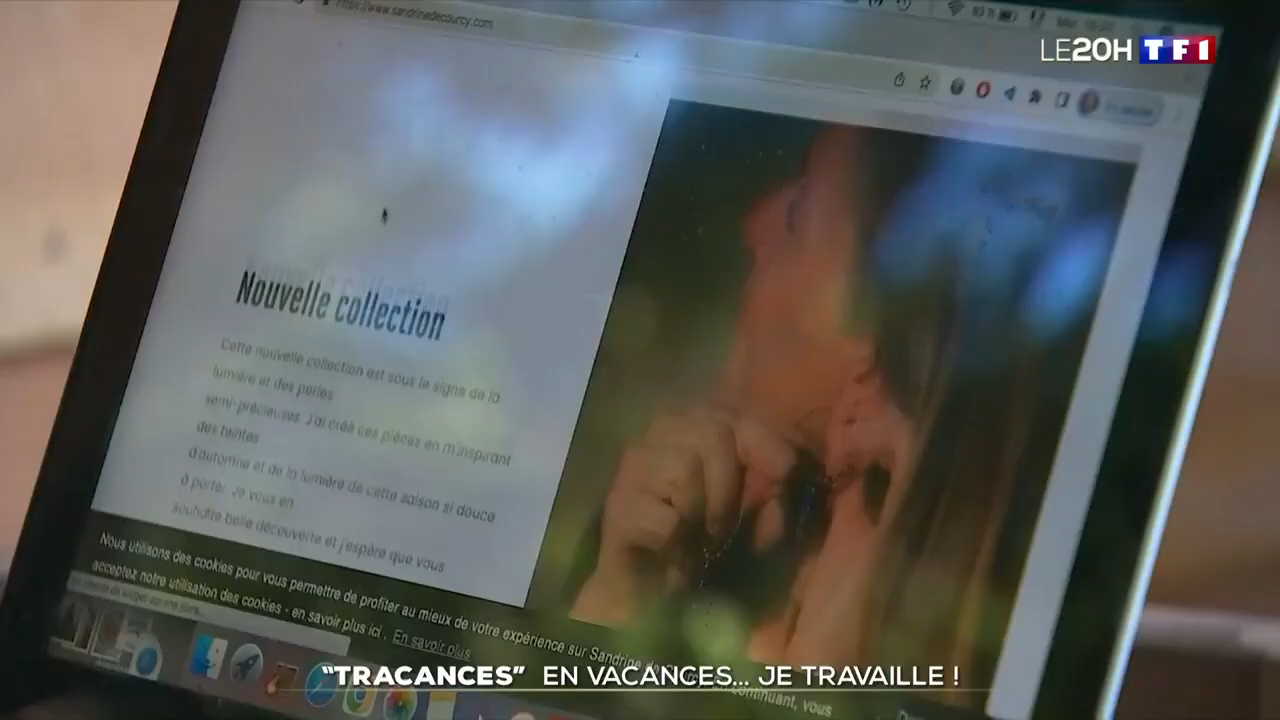 https://www.sandrinedecourcy.com
LE20H TF1
Nouvelle collection
Cette nouvelle collection est sous le signe de la
lumière et des perles
semi-précieuses. J'ai créé ces pièces en m'inspirant
des teintes
d'automne et de la lumière de cette saison si douce
à porter. Je vous en
souhaite belle découverte et j'espère que vous
Nous utilisons des cookies pour vous permettre de profiter au mieux de votre expérience sur Sandrine
acceptez notre utilisation des cookies - en savoir plus ici . En savoir plus
continuant, vous
“TRACANCES” EN VACANCES... JE TRAVAILLE !